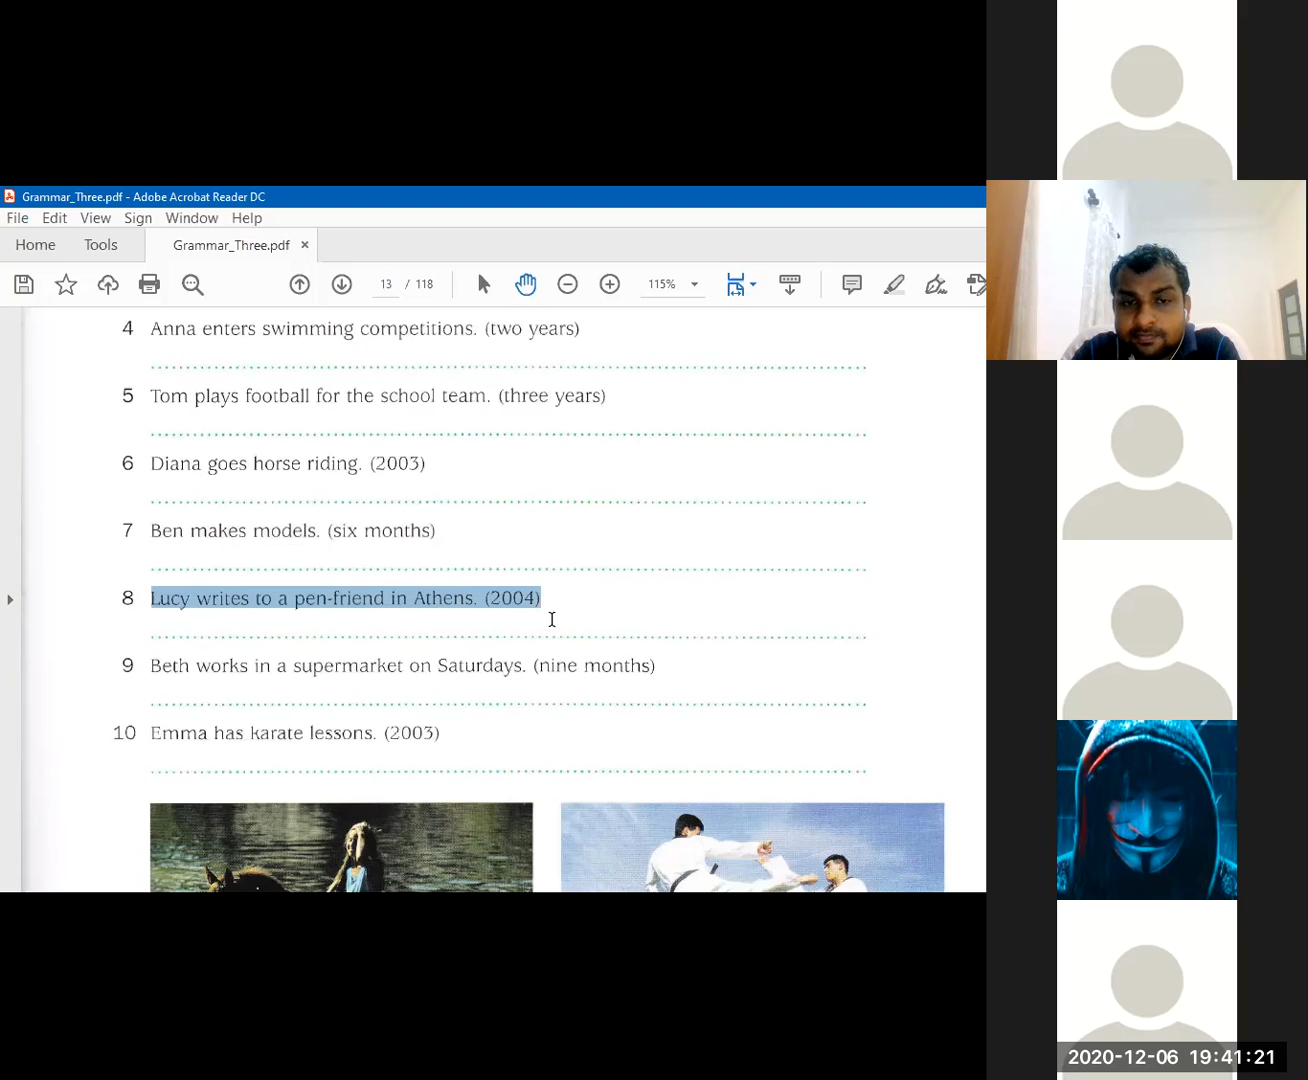 Grammar_Three.pdf - Adobe Acrobat Reader DC
File Edit View Sign Window Help
Home Tools Grammar_Three.pdf ×
13 / 118 115%
4 Anna enters swimming competitions. (two years)
5 Tom plays football for the school team. (three years)
6 Diana goes horse riding. (2003)
7 Ben makes models. (six months)
8 Lucy writes to a pen-friend in Athens. (2004)
9 Beth works in a supermarket on Saturdays. (nine months)
10 Emma has karate lessons. (2003)
2020-12-06 19:41:21